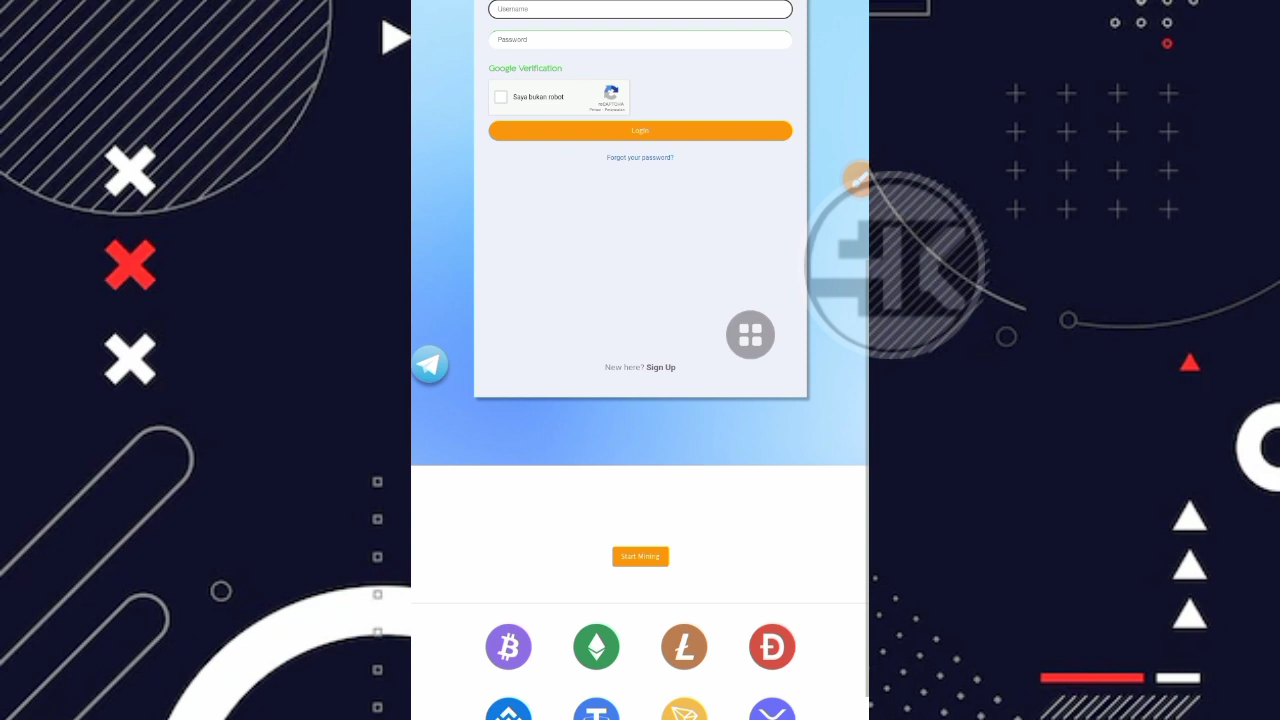 Username
Password
Google Verification
Saya bukan robot
reCAPTCHA
Login
Forgot your password?
New here? Sign Up
Start Mining